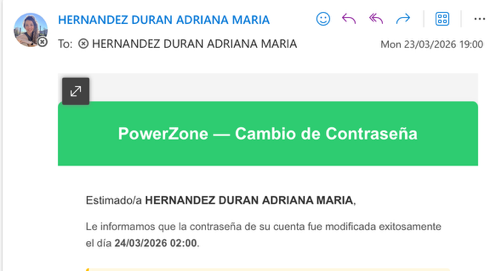 HERNANDEZ DURAN ADRIANA MARIA
To: HERNANDEZ DURAN ADRIANA MARIA
Mon 23/03/2026 19:00
PowerZone — Cambio de Contraseña
Estimado/a HERNANDEZ DURAN ADRIANA MARIA,
Le informamos que la contraseña de su cuenta fue modificada exitosamente
el día 24/03/2026 02:00.